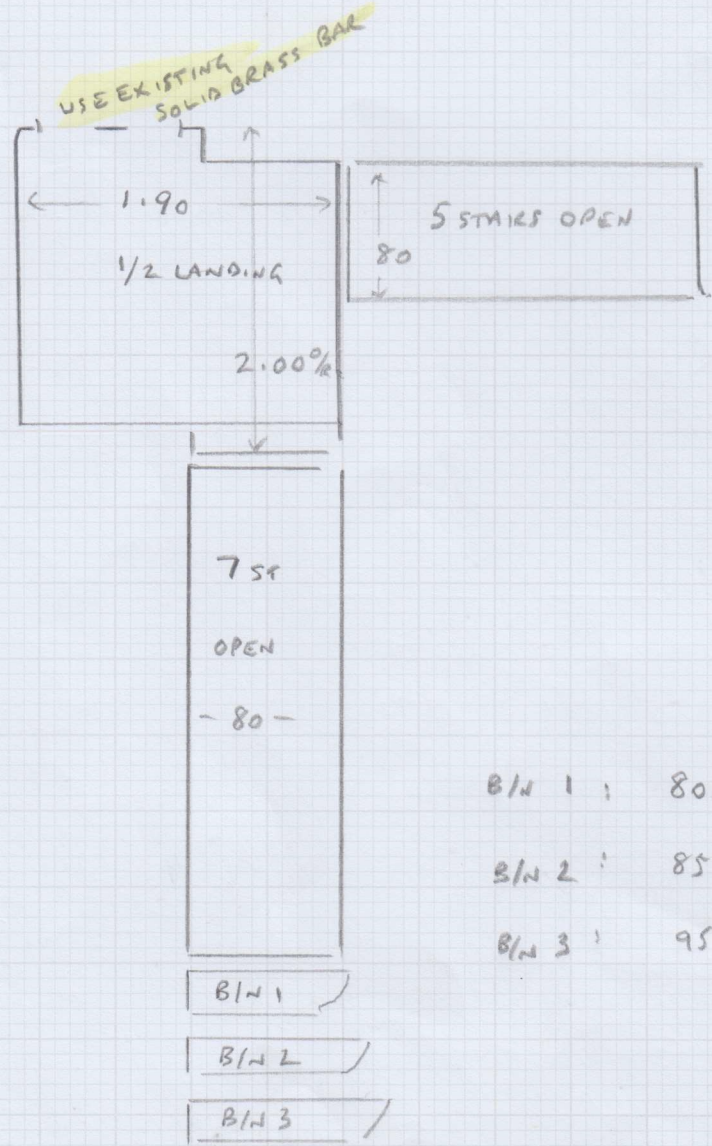 USE EXISTING
SOLID BRASS BAR
1.90
1/2 LANDING
2.00%
5 STAIRS OPEN
80
7 ST
OPEN
- 80 -
B/N 1 : 80
B/N 2 : 85
B/N 3 : 95
B/N 1
B/N 2
B/N 3